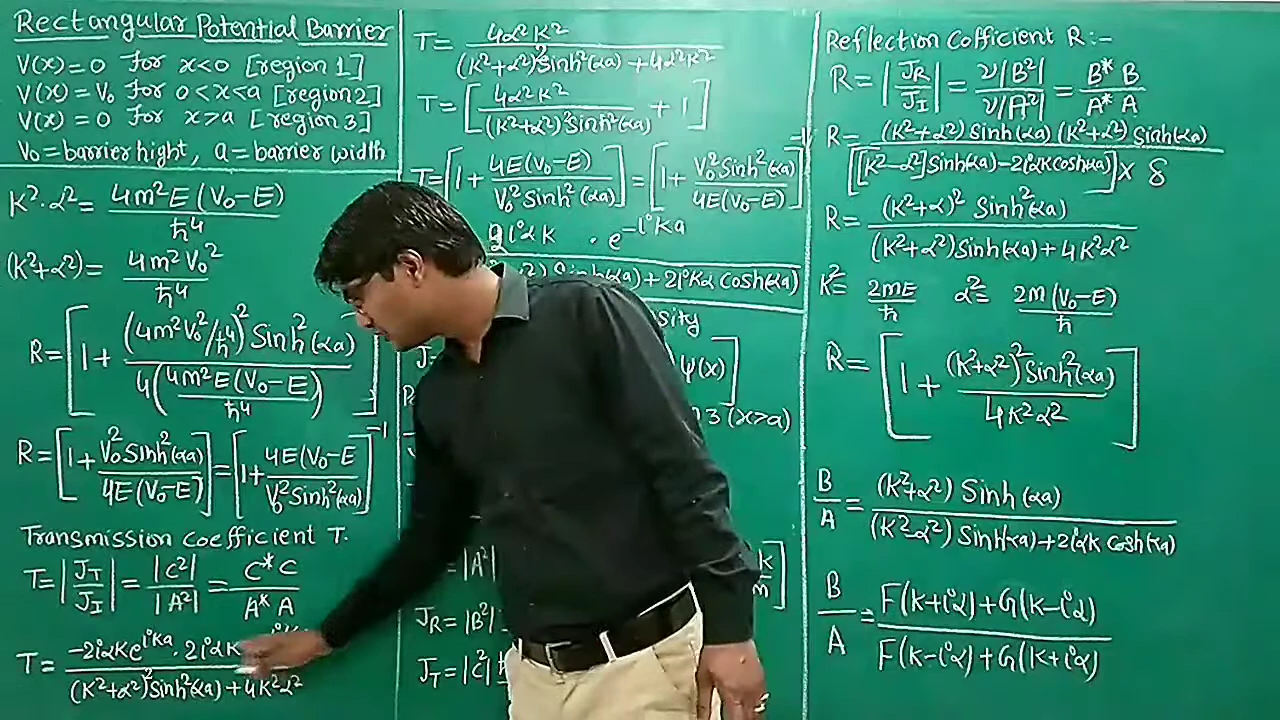 Rectangular Potential Barrier
V(x)=0 For x<0 [region 1]
V(x)=V₀ For 0<x<a [region 2]
V(x)=0 For x>a [region 3]
V₀=barrier hight, a=barrier width
K².α²= 4m²E(V₀-E)/ħ⁴
(K²+α²)= 4m²V₀²/ħ⁴
R=[1+ (4m²V₀²/ħ⁴)² Sinh²(αa) / 4(4m²E(V₀-E)/ħ⁴)]⁻
R=[1+ V₀²Sinh²(αa)/4E(V₀-E)]=[1+ 4E(V₀-E/V₀²Sinh²(αa)]⁻¹
Transmission coefficient T.
T=|J_T/J_I|=|C²|/|A²|=C*C/A*A
T= -2iαKe^{iKa}.2iαK / (K²+α²)²Sinh²(αa)+4K²α²
T= 4α²K²/(K²+α²)²Sinh²(αa)+4α²K²
T=[4α²K²/(K²+α²)²Sinh²(αa) + 1]
T=[1+ 4E(V₀-E)/V₀²Sinh²(αa)]=[1+ V₀²Sinh²(αa)/4E(V₀-E)]⁻¹
2iαK . e^{-iKa}
²) Sinh(αa)+2iKα Cosh(αa)
sity
J=
ψ(x)]
3 (x>a)
=|A²|
J_R=|B²|
J_T=|C²|
Reflection Cofficient R:-
R=|J_R/J_I|=v|B²|/v|A²|=B*B/A*A
R= (K²+α²)Sinh(αa)(K²+α²)Sinh(αa)/[[K²-α²]Sinh(αa)-2iαKcosh(αa)]× 8
R= (K²+α)² Sinh²(αa)/(K²+α²)Sinh(αa)+4K²α²
K²= 2mE/ħ α²= 2m(V₀-E)/ħ
R= [1+ (K²+α²)²Sinh²(αa)/4K²α²]
B/A = (K²+α²) Sinh(αa)/(K²-α²) Sinh(αa)+2iαK Cosh(αa)
B/A = F(K+iα)+G(K-iα)/F(K-iα)+G(K+iα)